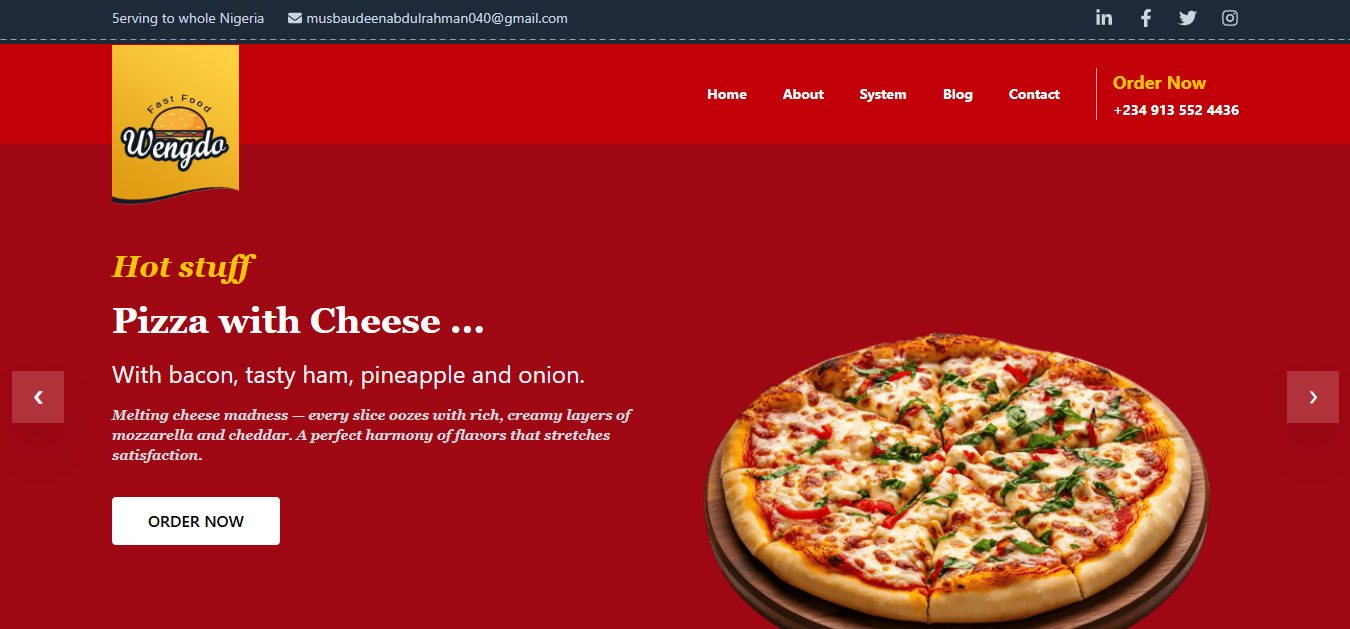 Serving to whole Nigeria
musbaudeenabdulrahman040@gmail.com
Fast Food
Wengdo
Home
About
System
Blog
Contact
Order Now
+234 913 552 4436
Hot stuff
Pizza with Cheese ...
With bacon, tasty ham, pineapple and onion.
Melting cheese madness — every slice oozes with rich, creamy layers of
mozzarella and cheddar. A perfect harmony of flavors that stretches
satisfaction.
ORDER NOW